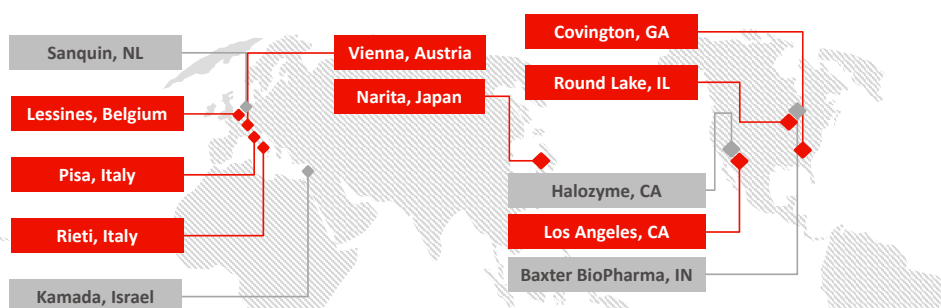 Sanquin, NL
Lessines, Belgium
Pisa, Italy
Rieti, Italy
Kamada, Israel
Vienna, Austria
Narita, Japan
Covington, GA
Round Lake, IL
Halozyme, CA
Los Angeles, CA
Baxter BioPharma, IN